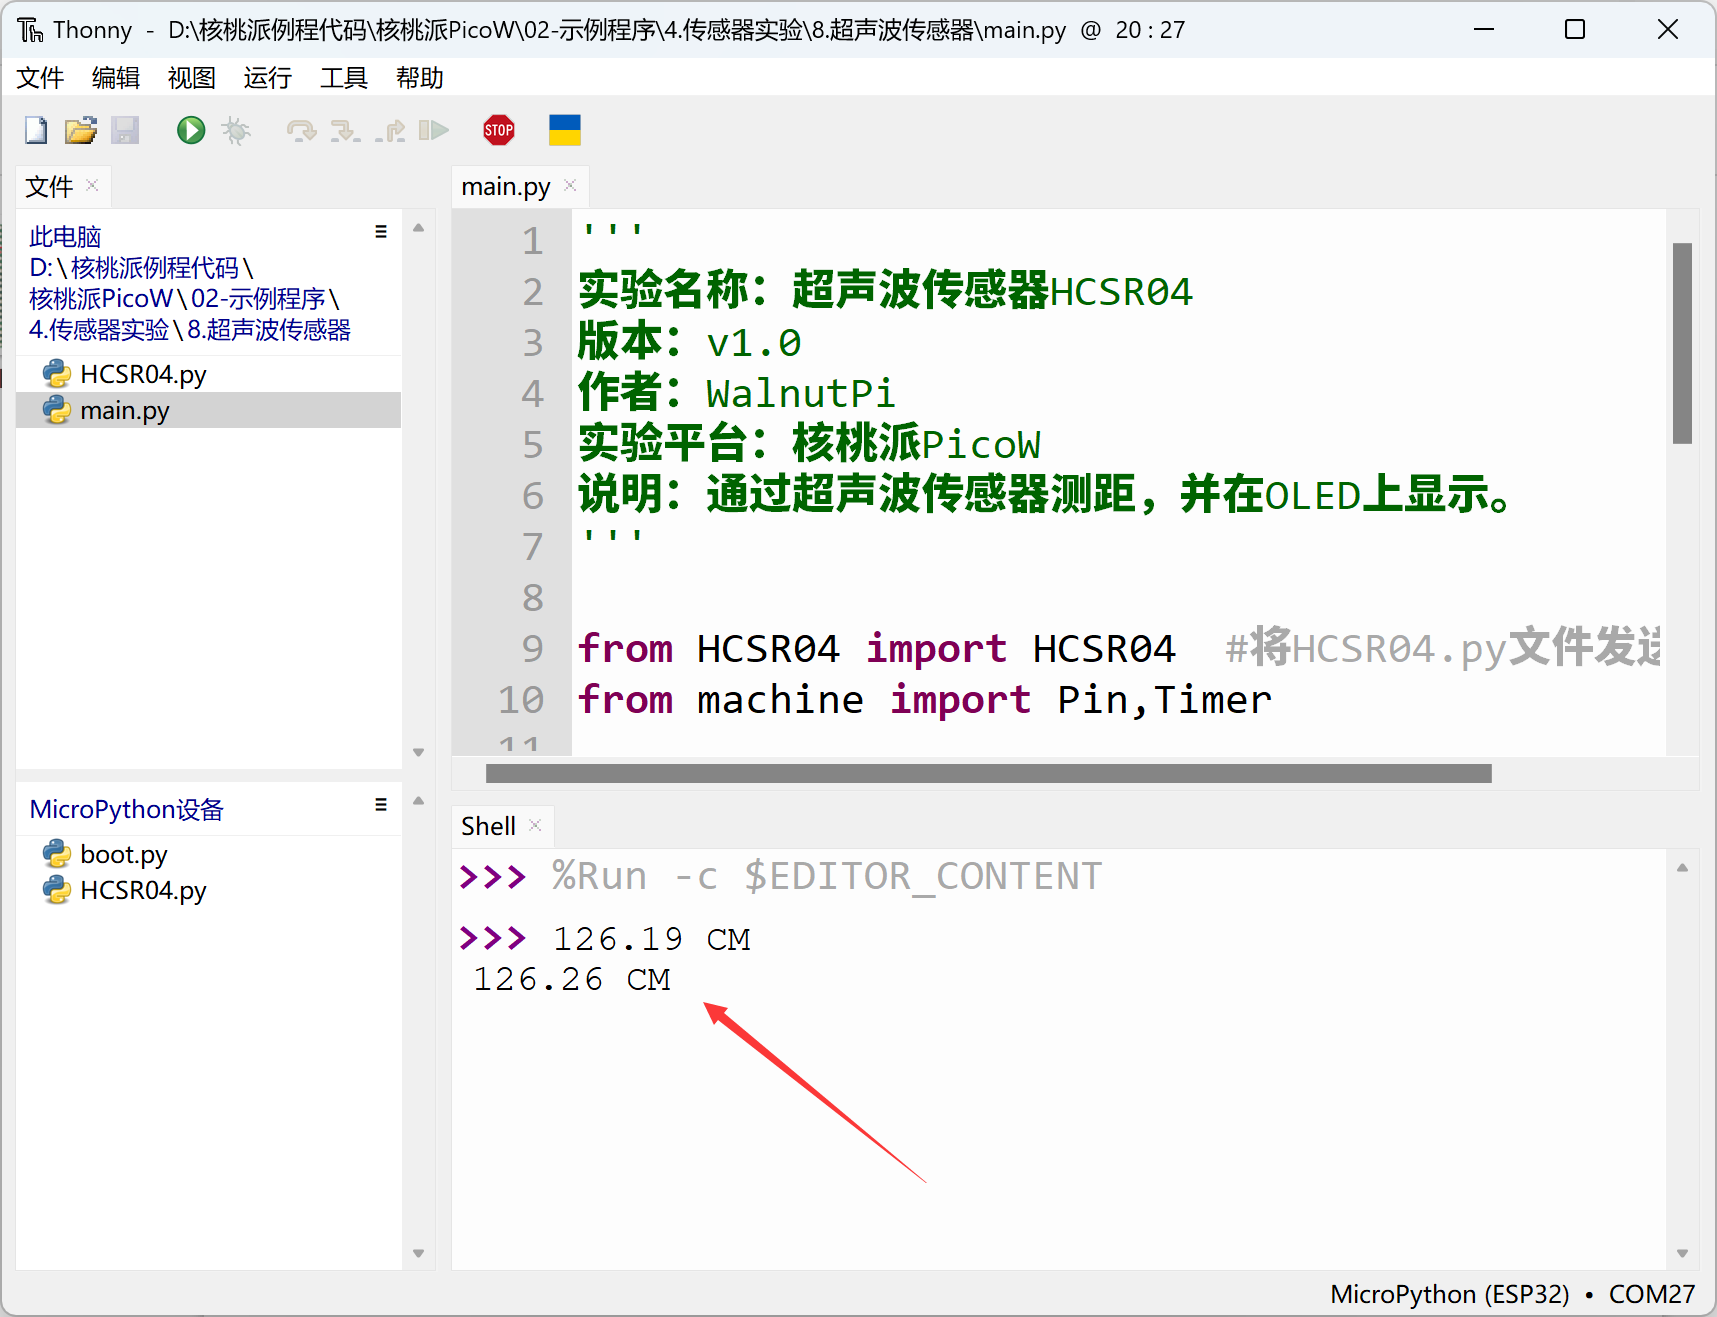 Thonny - D:\核桃派例程代码\核桃派PicoW\02-示例程序\4.传感器实验\8.超声波传感器\main.py @ 20 : 27
文件 编辑 视图 运行 工具 帮助
STOP
文件
此电脑
D:\核桃派例程代码\
核桃派PicoW\02-示例程序\
4.传感器实验\8.超声波传感器
HCSR04.py
main.py
MicroPython设备
boot.py
HCSR04.py
main.py
1 '''
2 实验名称：超声波传感器HCSR04
3 版本：v1.0
4 作者：WalnutPi
5 实验平台：核桃派PicoW
6 说明：通过超声波传感器测距，并在OLED上显示。
7 '''
8
9 from HCSR04 import HCSR04 #将HCSR04.py文件发送
10 from machine import Pin,Timer
11
Shell
>>> %Run -c $EDITOR_CONTENT
>>> 126.19 CM
126.26 CM
MicroPython (ESP32) • COM27